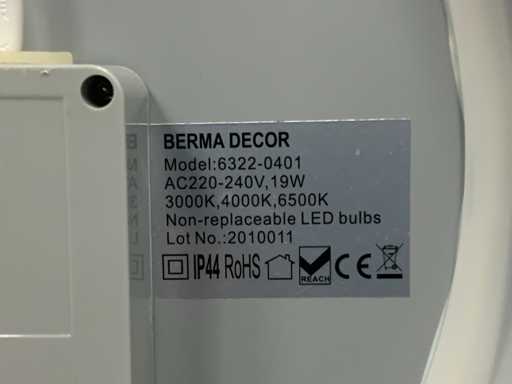 BERMA DECOR
Model:6322-0401
AC220-240V,19W
3000K,4000K,6500K
Non-replaceable LED bulbs
Lot No.:2010011
IP44 RoHS REACH CE